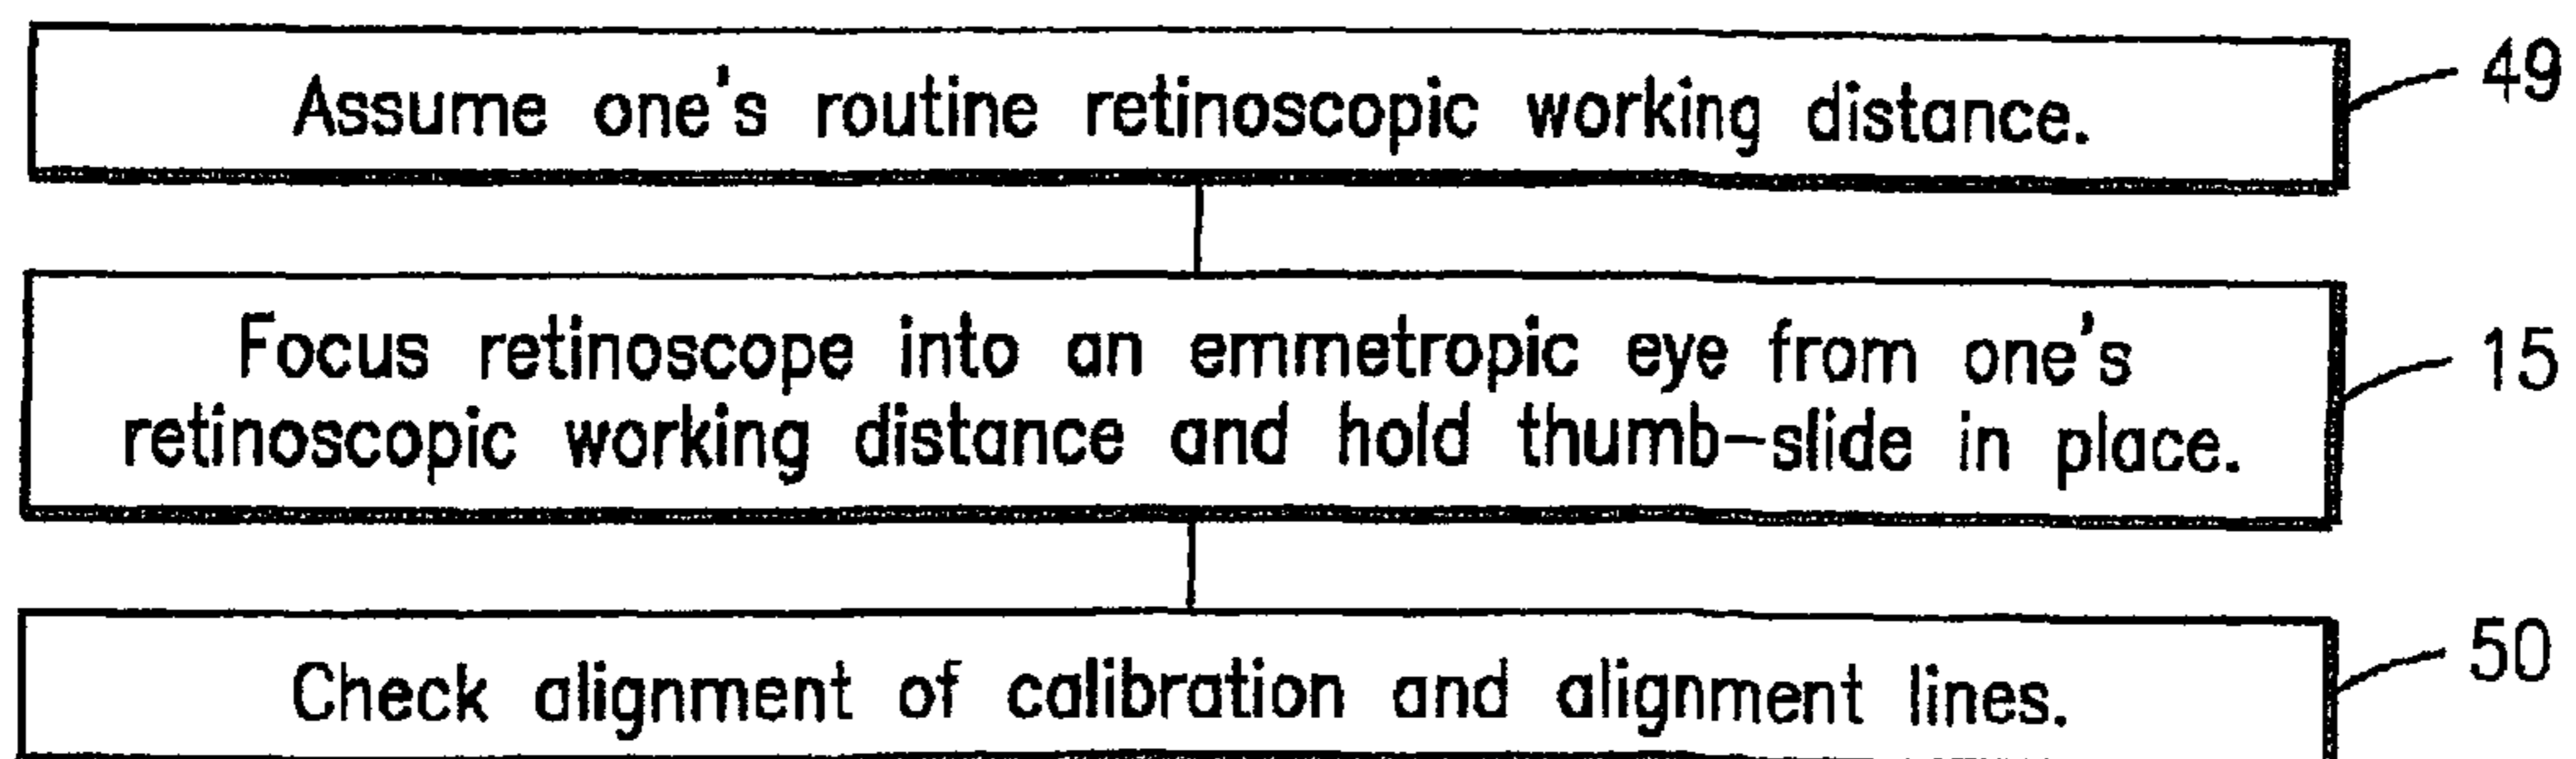 Assume one's routine retinoscopic working distance.
49
Focus retinoscope into an emmetropic eye from one's
retinoscopic working distance and hold thumb-slide in place.
15
Check alignment of calibration and alignment lines.
50